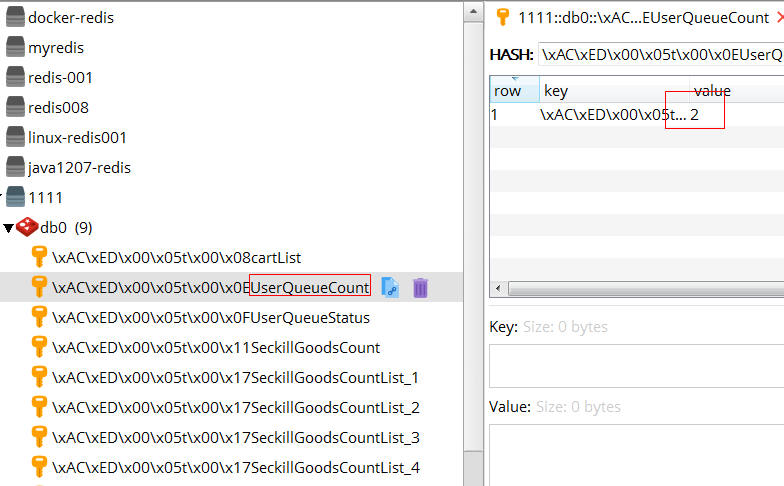 docker-redis
myredis
redis-001
redis008
linux-redis001
java1207-redis
1111
db0 (9)
\xAC\xED\x00\x05t\x00\x08cartList
\xAC\xED\x00\x05t\x00\x0EUserQueueCount
\xAC\xED\x00\x05t\x00\x0FUserQueueStatus
\xAC\xED\x00\x05t\x00\x11SeckillGoodsCount
\xAC\xED\x00\x05t\x00\x17SeckillGoodsCountList_1
\xAC\xED\x00\x05t\x00\x17SeckillGoodsCountList_2
\xAC\xED\x00\x05t\x00\x17SeckillGoodsCountList_3
\xAC\xED\x00\x05t\x00\x17SeckillGoodsCountList_4
1111::db0::\xAC...EUserQueueCount
HASH: \xAC\xED\x00\x05t\x00\x0EUserQ
row key value
1 \xAC\xED\x00\x05t... 2
Key: Size: 0 bytes
Value: Size: 0 bytes